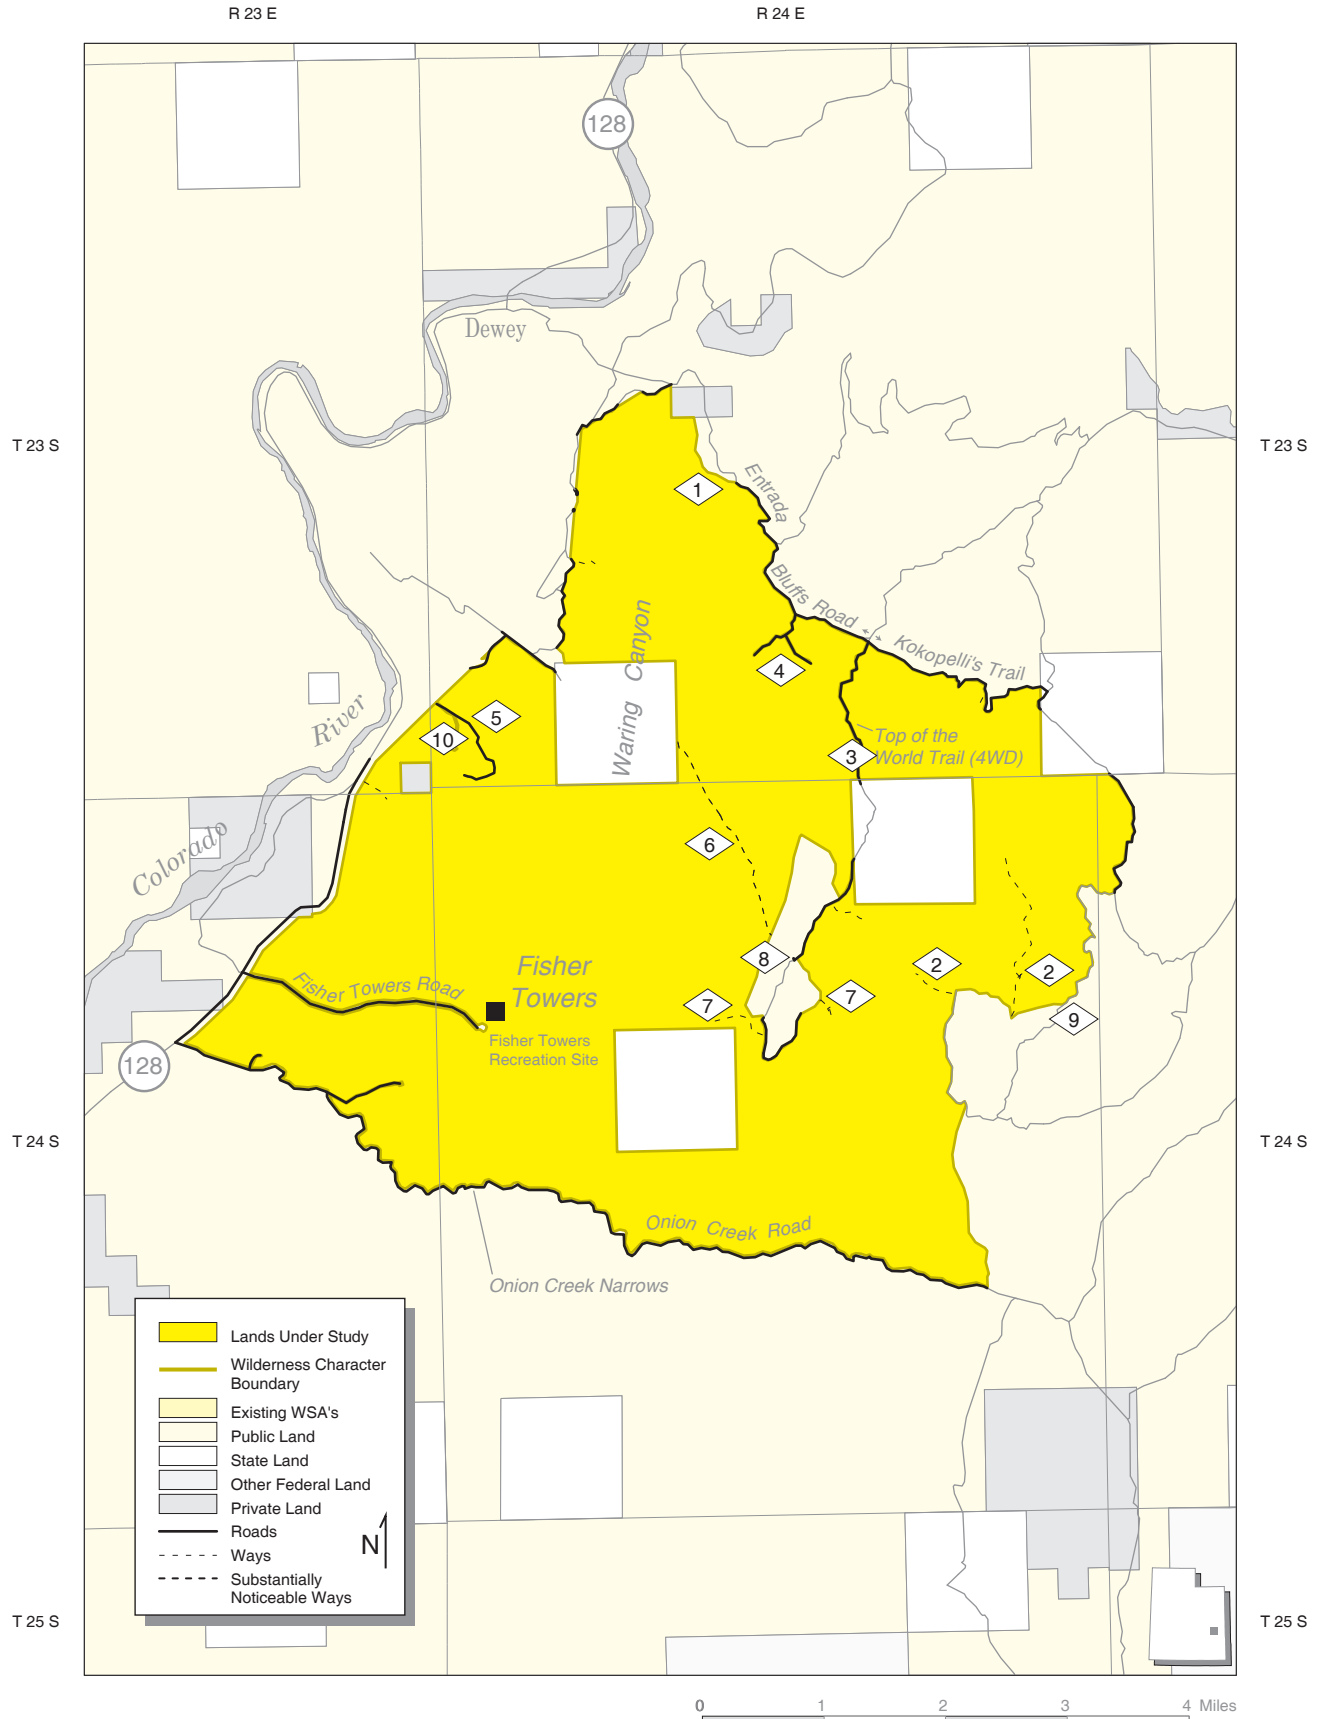 R 23 E
R 24 E
128
Dewey
T 23 S
T 23 S
1
Entrada
Bluffs Road
Kokopelli's Trail
Waring Canyon
4
5
10
River
3
Top of the
World Trail (4WD)
Colorado
6
8
2
2
Fisher
Towers
Fisher Towers Road
7
7
9
Fisher Towers
Recreation Site
128
T 24 S
T 24 S
Onion Creek Road
Onion Creek Narrows
Lands Under Study
Wilderness Character
Boundary
Existing WSA's
Public Land
State Land
Other Federal Land
Private Land
Roads
N
Ways
Substantially
Noticeable Ways
T 25 S
T 25 S
0 1 2 3 4 Miles